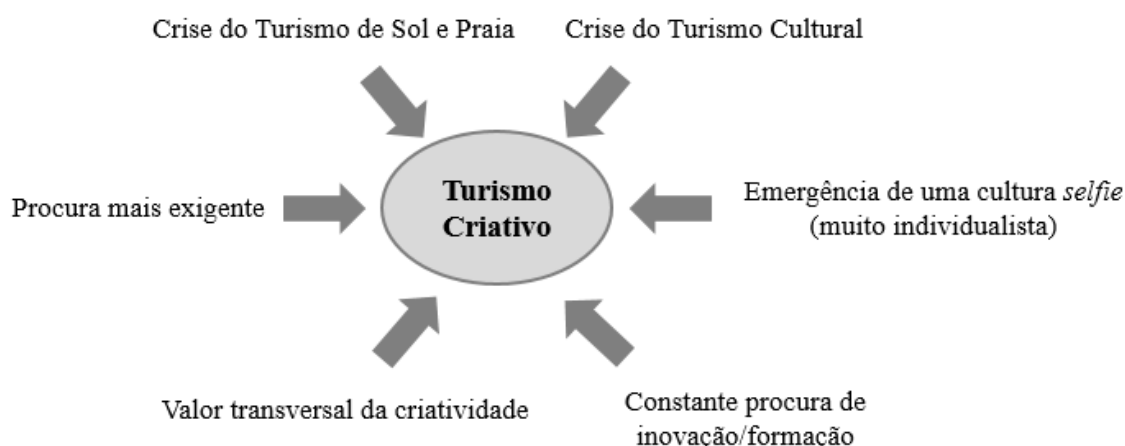 Crise do Turismo de Sol e Praia
Crise do Turismo Cultural
Procura mais exigente
Turismo
Criativo
Emergência de uma cultura selfie
(muito individualista)
Valor transversal da criatividade
Constante procura de
inovação/formação